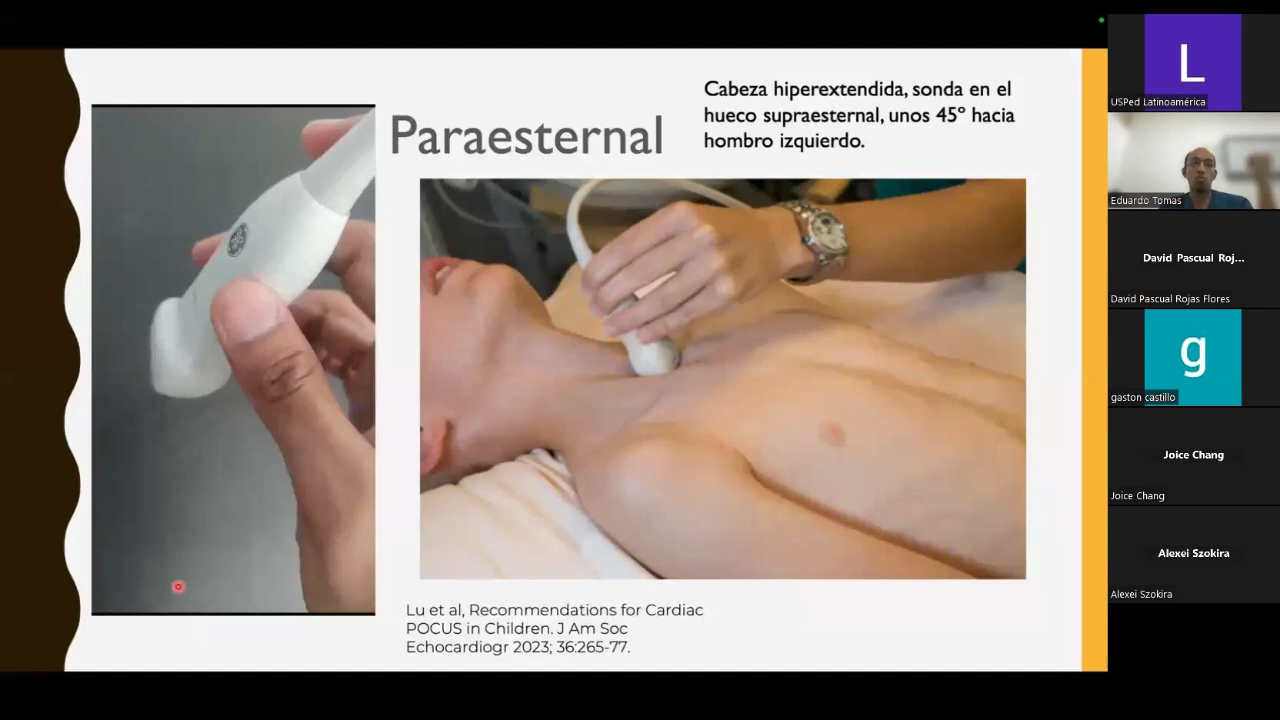 Paraesternal
Cabeza hiperextendida, sonda en el
hueco supraesternal, unos 45º hacia
hombro izquierdo.
Lu et al, Recommendations for Cardiac
POCUS in Children. J Am Soc
Echocardiogr 2023; 36:265-77.
L
USPed Latinoamérica
Eduardo Tomas
David Pascual Roj...
David Pascual Rojas Flores
g
gaston castillo
Joice Chang
Joice Chang
Alexei Szokira
Alexei Szokira